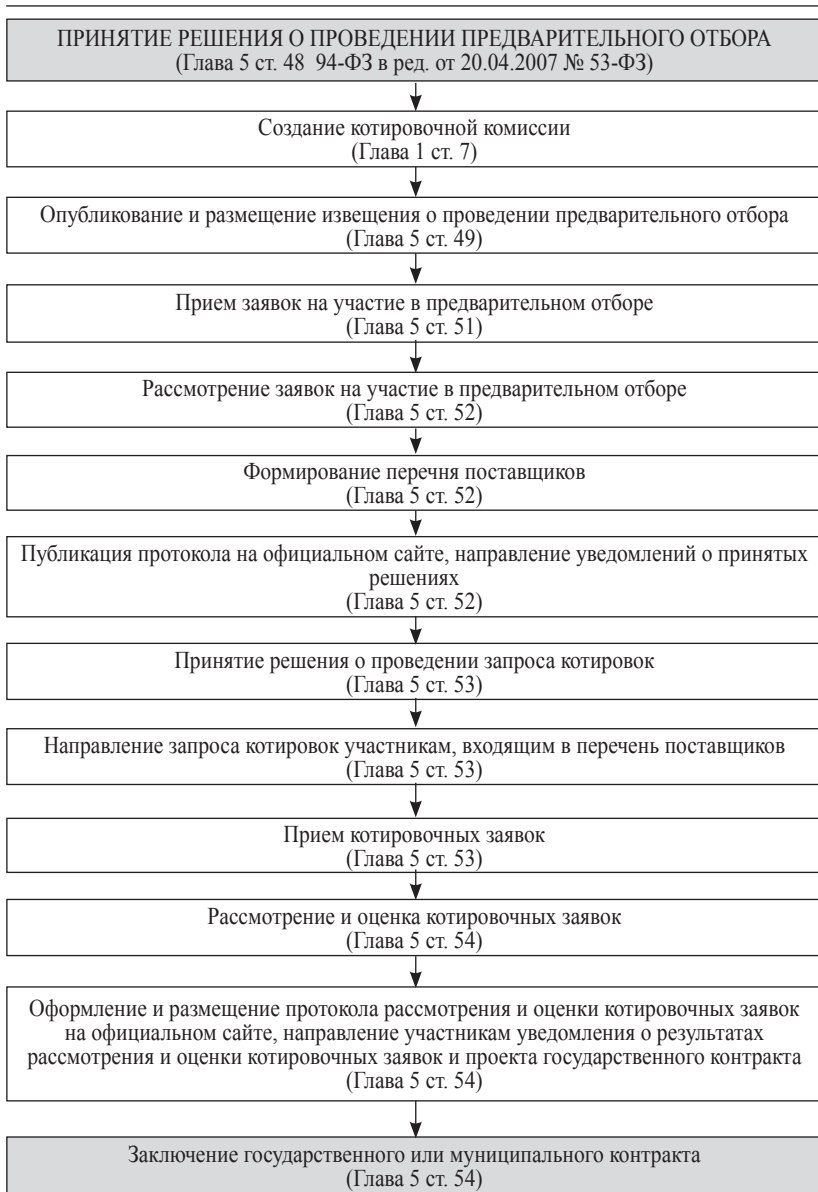 ПРИНЯТИЕ РЕШЕНИЯ О ПРОВЕДЕНИИ ПРЕДВАРИТЕЛЬНОГО ОТБОРА
(Глава 5 ст. 48 94-ФЗ в ред. от 20.04.2007 № 53-ФЗ)
Создание котировочной комиссии
(Глава 1 ст. 7)
Опубликование и размещение извещения о проведении предварительного отбора
(Глава 5 ст. 49)
Прием заявок на участие в предварительном отборе
(Глава 5 ст. 51)
Рассмотрение заявок на участие в предварительном отборе
(Глава 5 ст. 52)
Формирование перечня поставщиков
(Глава 5 ст. 52)
Публикация протокола на официальном сайте, направление уведомлений о принятых
решениях
(Глава 5 ст. 52)
Принятие решения о проведении запроса котировок
(Глава 5 ст. 53)
Направление запроса котировок участникам, входящим в перечень поставщиков
(Глава 5 ст. 53)
Прием котировочных заявок
(Глава 5 ст. 53)
Рассмотрение и оценка котировочных заявок
(Глава 5 ст. 54)
Оформление и размещение протокола рассмотрения и оценки котировочных заявок
на официальном сайте, направление участникам уведомления о результатах
рассмотрения и оценки котировочных заявок и проекта государственного контракта
(Глава 5 ст. 54)
Заключение государственного или муниципального контракта
(Глава 5 ст. 54)